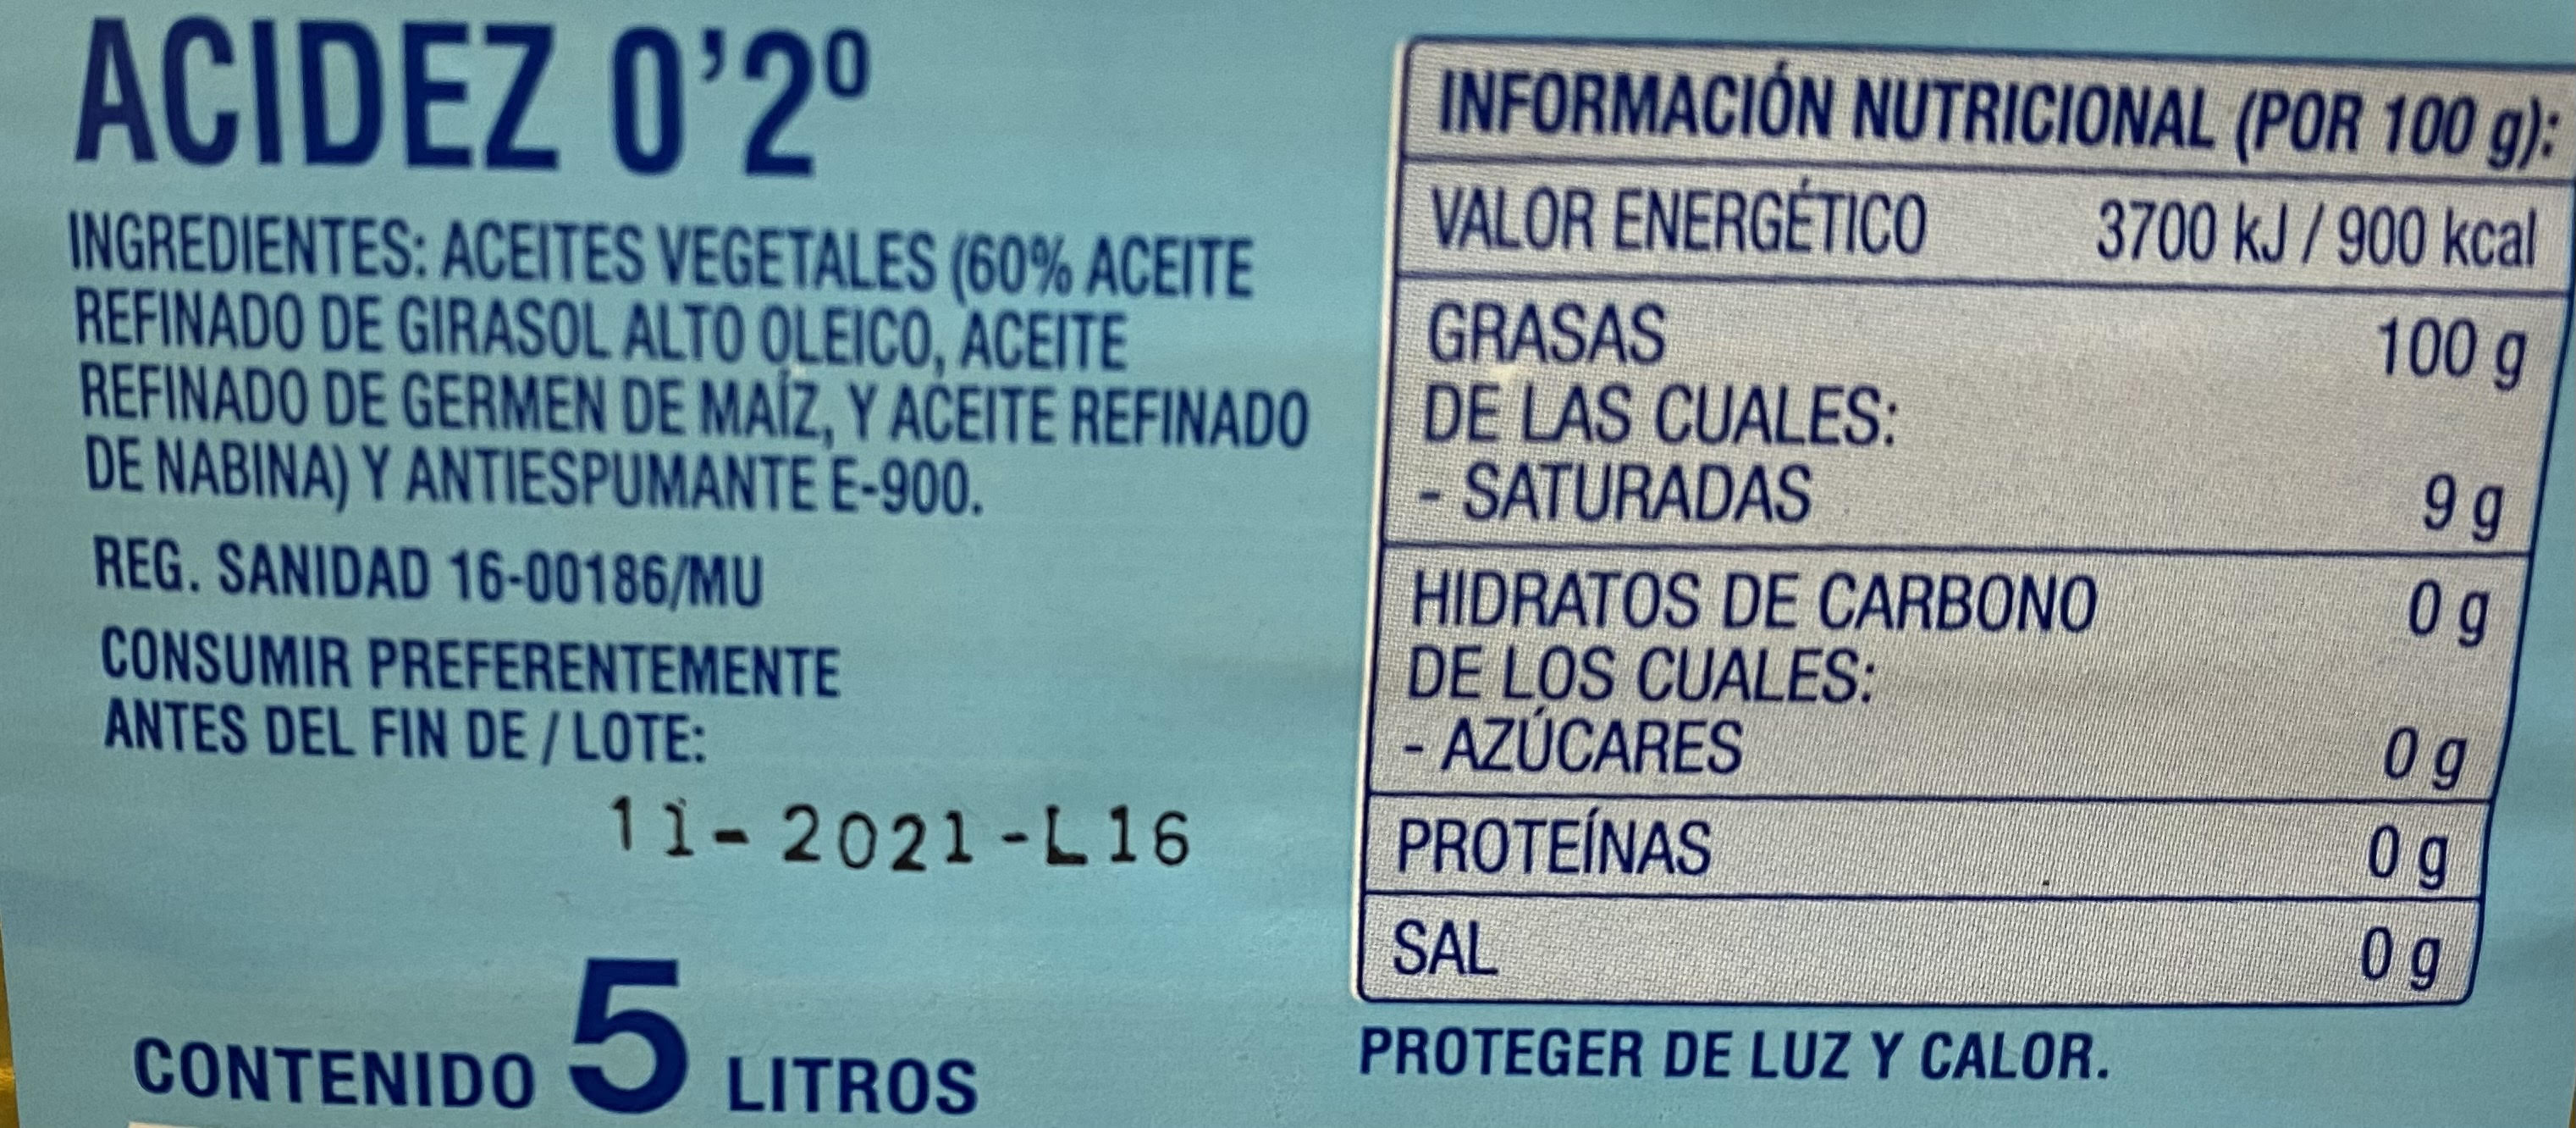 ACIDEZ 0'2º
INGREDIENTES: ACEITES VEGETALES (60% ACEITE
REFINADO DE GIRASOL ALTO OLEICO, ACEITE
REFINADO DE GERMEN DE MAÍZ, Y ACEITE REFINADO
DE NABINA) Y ANTIESPUMANTE E-900.
REG. SANIDAD 16-00186/MU
CONSUMIR PREFERENTEMENTE
ANTES DEL FIN DE / LOTE:
11-2021-L16
CONTENIDO 5 LITROS
INFORMACIÓN NUTRICIONAL (POR 100 g):
VALOR ENERGÉTICO 3700 kJ / 900 kcal
GRASAS 100 g
DE LAS CUALES:
- SATURADAS 9 g
HIDRATOS DE CARBONO 0 g
DE LOS CUALES:
- AZÚCARES 0 g
PROTEÍNAS 0 g
SAL 0 g
PROTEGER DE LUZ Y CALOR.